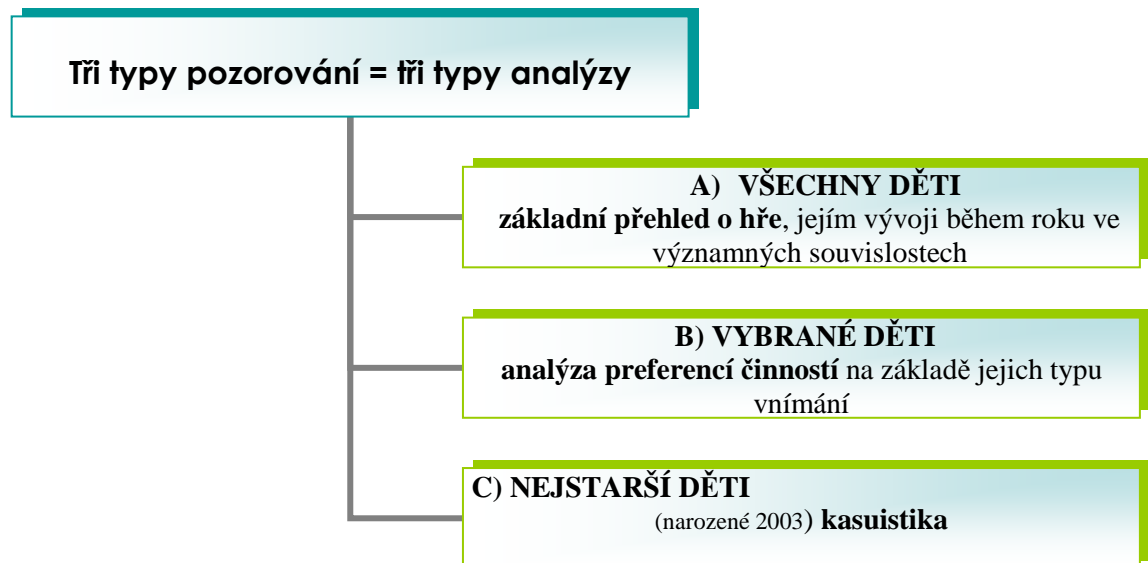 Tři typy pozorování = tři typy analýzy
A) VŠECHNY DĚTI
základní přehled o hře, jejím vývoji během roku ve
významných souvislostech
B) VYBRANÉ DĚTI
analýza preferencí činností na základě jejich typu
vnímání
C) NEJSTARŠÍ DĚTI
(narozené 2003) kasuistika